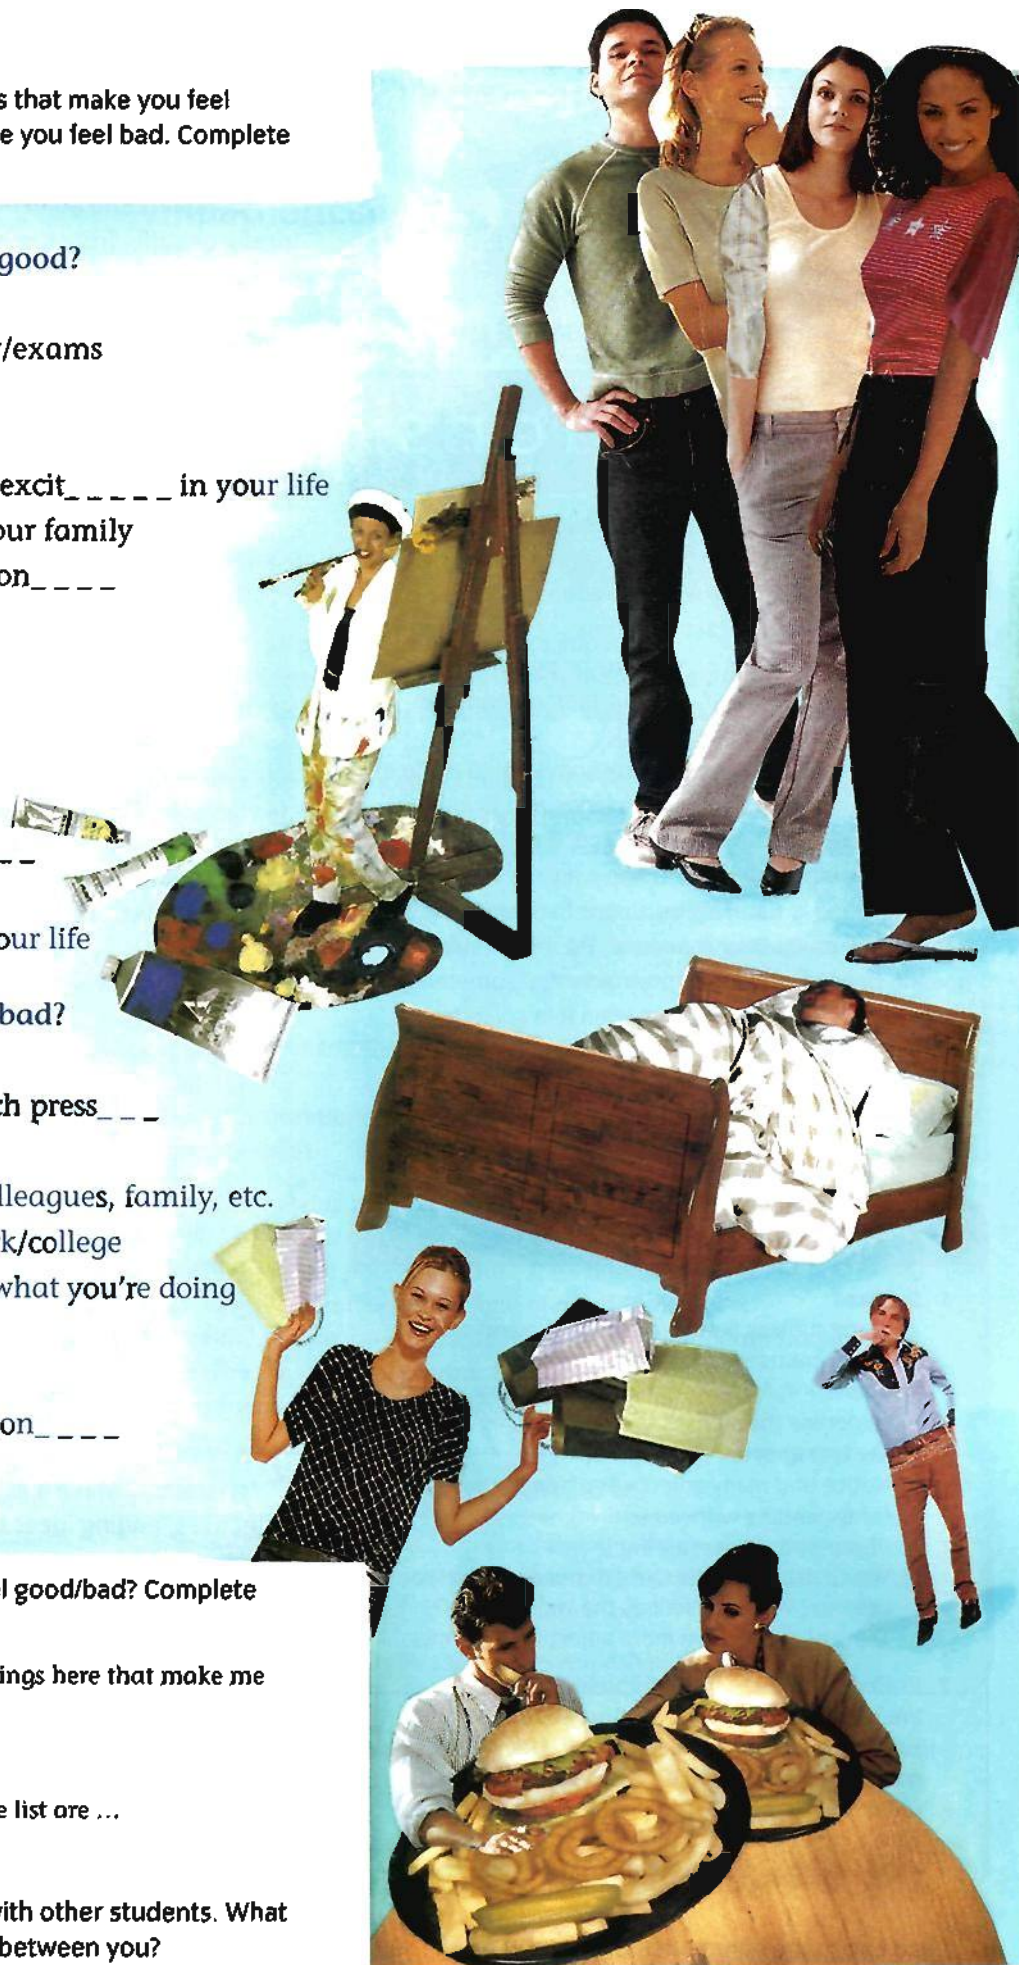 s that make you feel
e you feel bad. Complete
good?
/exams
excit_ _ _ _ _ in your life
our family
on_ _ _ _
_ _
our life
bad?
ch press_ _ _
lleagues, family, etc.
k/college
what you're doing
on_ _ _ _
l good/bad? Complete
ings here that make me
e list are ...
with other students. What
between you?